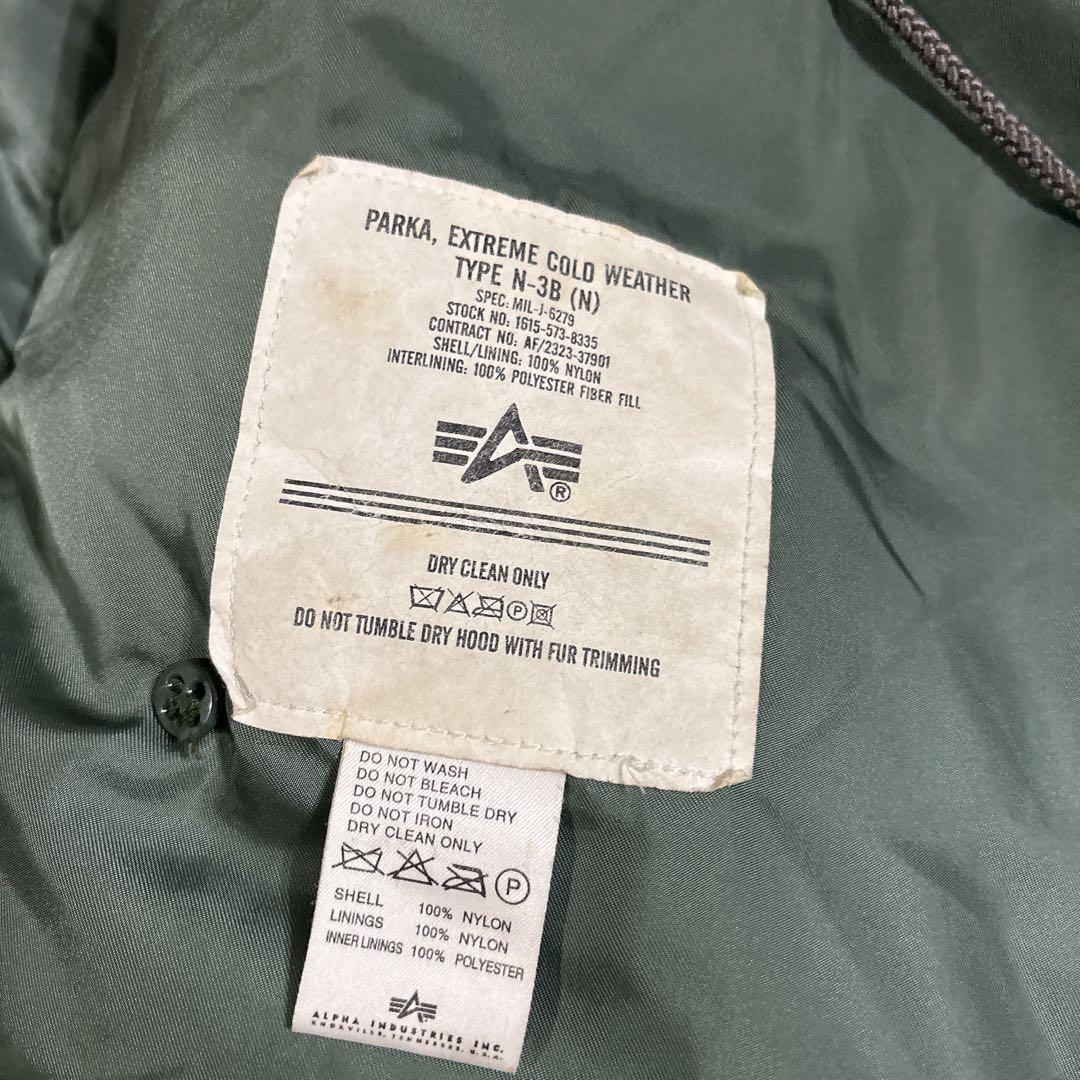 PARKA, EXTREME COLD WEATHER
TYPE N-3B (N)
SPEC: MIL-J-6279
STOCK NO: 1615-573-8335
CONTRACT NO: AF/2323-37901
SHELL/LINING: 100% NYLON
INTERLINING: 100% POLYESTER FIBER FILL
®
DRY CLEAN ONLY
P
DO NOT TUMBLE DRY HOOD WITH FUR TRIMMING
DO NOT WASH
DO NOT BLEACH
DO NOT TUMBLE DRY
DO NOT IRON
DRY CLEAN ONLY
P
SHELL 100% NYLON
LININGS 100% NYLON
INNER LININGS 100% POLYESTER
ALPHA INDUSTRIES INC.
KNOXVILLE, TENNESSEE, U.S.A.